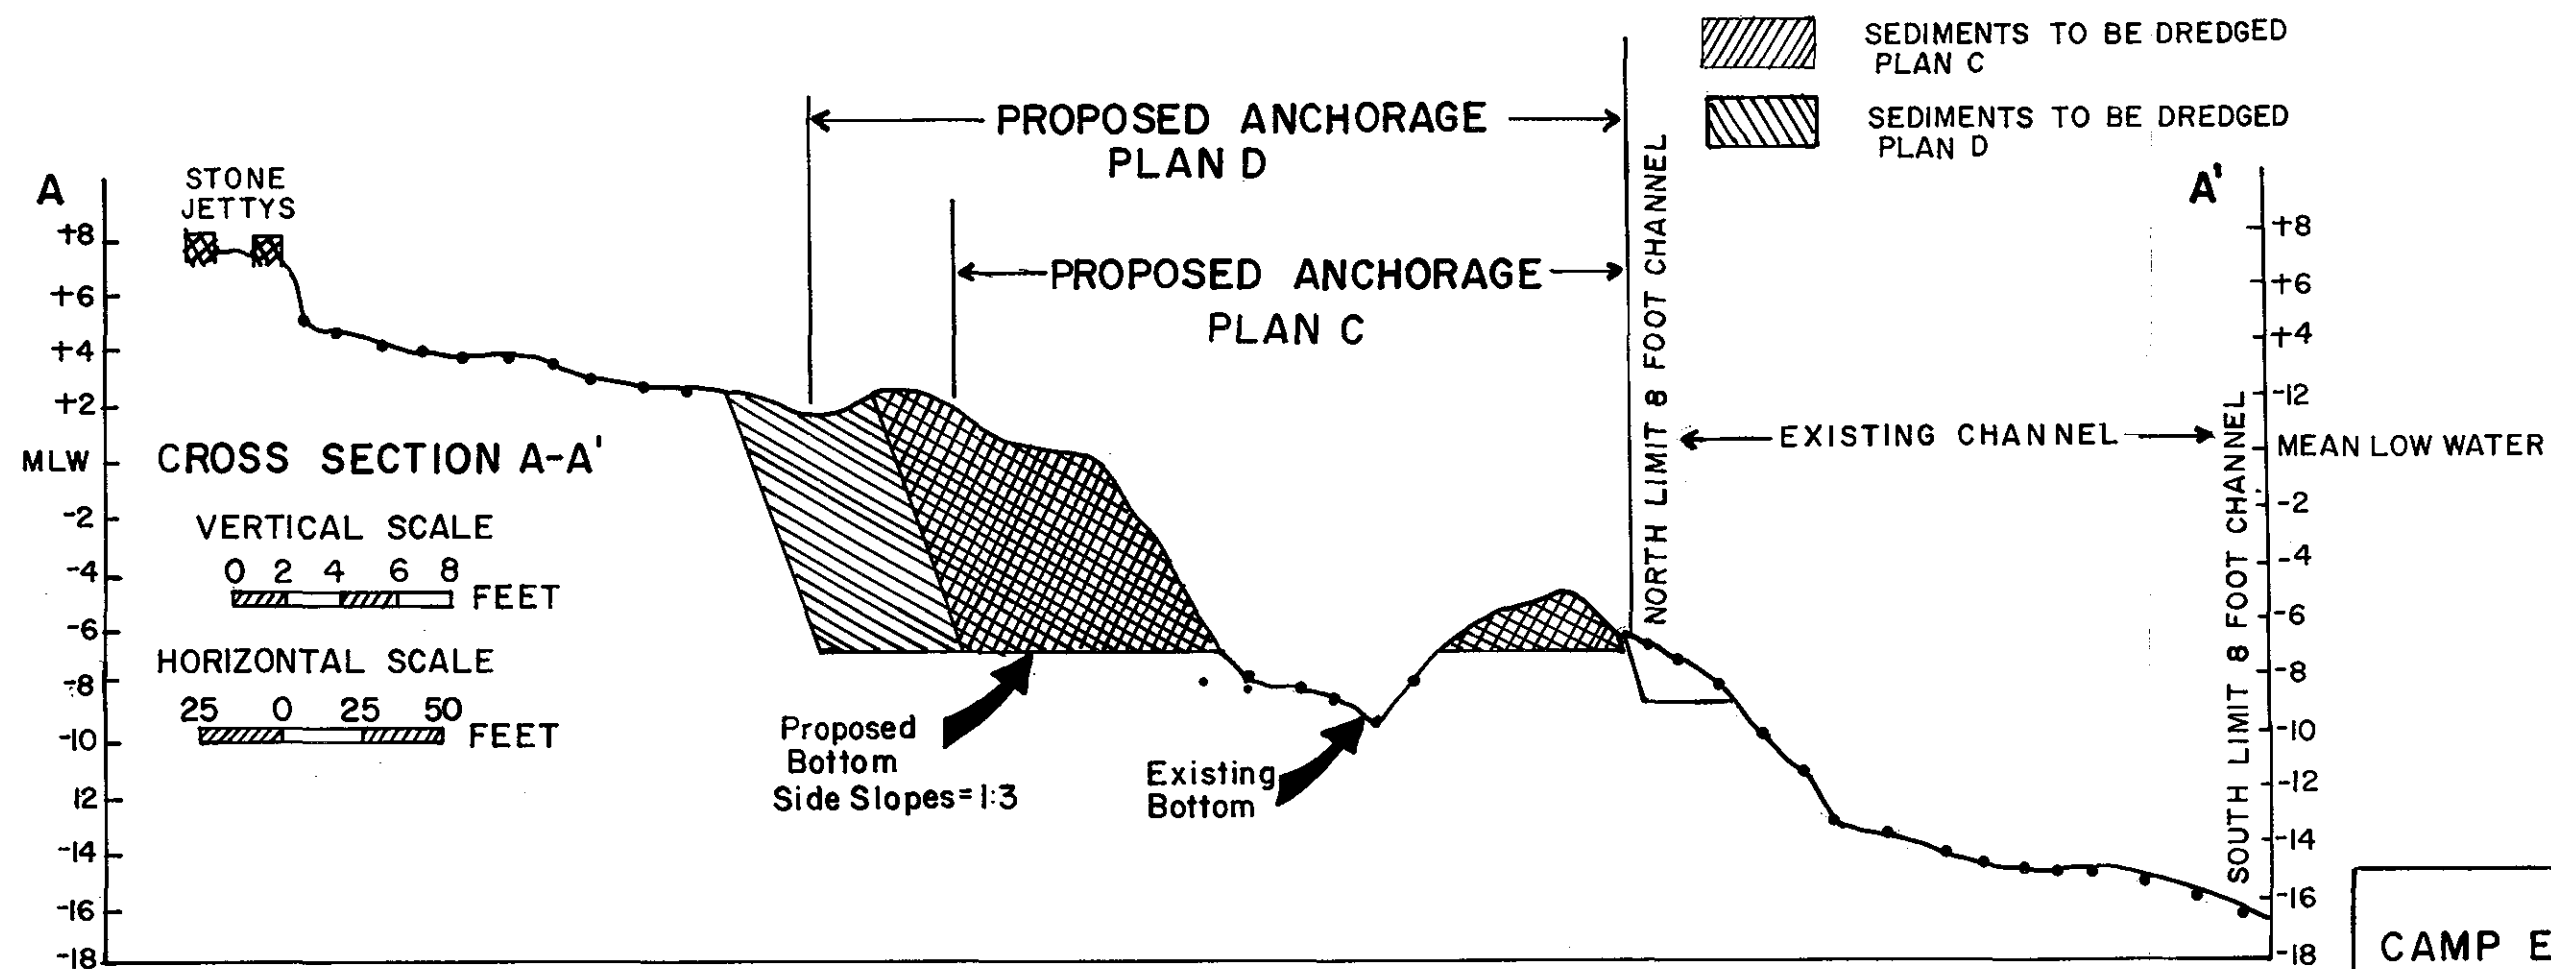 SEDIMENTS TO BE DREDGED
PLAN C
SEDIMENTS TO BE DREDGED
PLAN D
PROPOSED ANCHORAGE
PLAN D
PROPOSED ANCHORAGE
PLAN C
A
STONE
JETTYS
+8
+6
+4
+2
MLW
-2
-4
-6
-8
-10
12
-14
-16
-18
CROSS SECTION A-A'
VERTICAL SCALE
0 2 4 6 8
FEET
HORIZONTAL SCALE
25 0 25 50
FEET
Proposed
Bottom
Side Slopes=1:3
Existing
Bottom
NORTH LIMIT 8 FOOT CHANNEL
EXISTING CHANNEL
SOUTH LIMIT 8 FOOT CHANNEL
A'
+8
+6
+4
-12
MEAN LOW WATER
-2
-4
-6
-8
-10
-12
-14
-16
-18
CAMP E